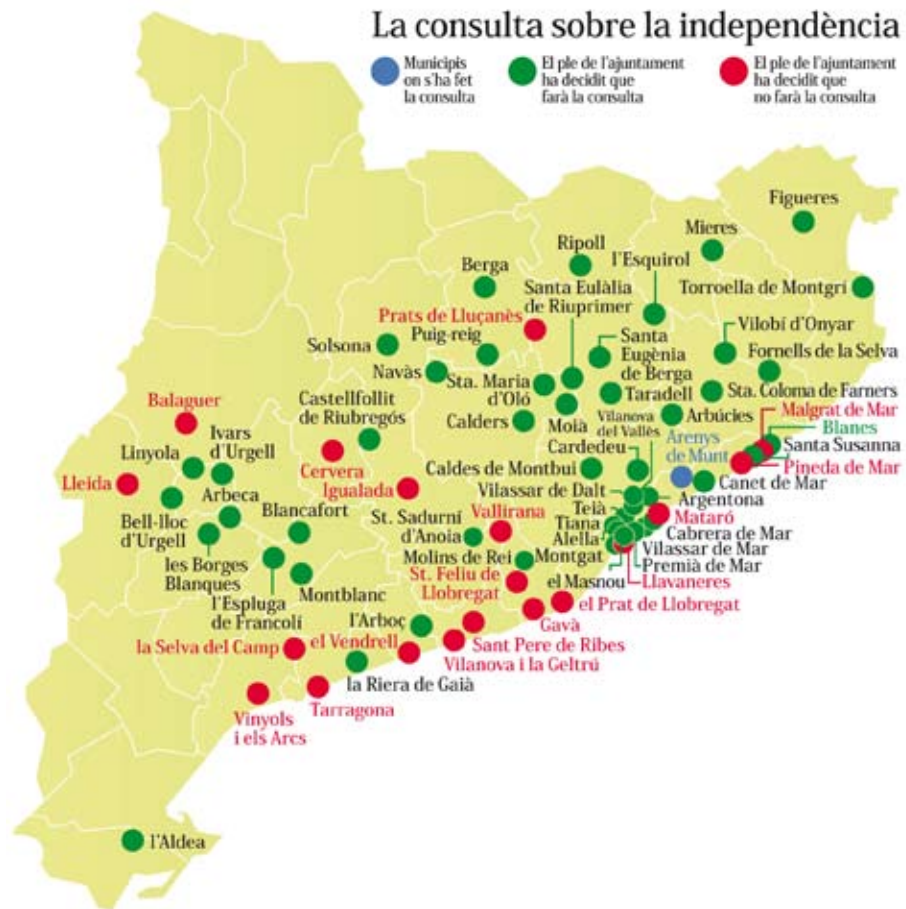 La consulta sobre la independència
Municipis
on s'ha fet
la consulta
El ple de l'ajuntament
ha decidit que
farà la consulta
El ple de l'ajuntament
ha decidit que
no farà la consulta
Figueres
Mieres
Ripoll
l'Esquirol
Berga
Santa Eulàlia
de Riuprimer
Torroella de Montgrí
Prats de Lluçanès
Puig-reig
Vilobí d'Onyar
Solsona
Santa
Eugènia
de Berga
Fornells de la Selva
Navàs
Sta. Maria
d'Oló
Taradell
Sta. Coloma de Farners
Castellfollit
de Riubregós
Balaguer
Calders
Moià
Vilanova
del Vallès
Arbúcies
Malgrat de Mar
Blanes
Ivars
d'Urgell
Linyola
Cardedeu
Arenys
de Munt
Santa Susanna
Cervera
Caldes de Montbui
Pineda de Mar
Lleida
Igualada
Canet de Mar
Arbeca
Vilassar de Dalt
Argentona
Bell-lloc
d'Urgell
Blancafort
St. Sadurní
d'Anoia
Vallirana
Teià
Tiana
Alella
Mataró
Cabrera de Mar
les Borges
Blanques
Molins de Rei
Montgat
Vilassar de Mar
Premià de Mar
l'Espluga
de Francolí
Montblanc
St. Feliu de
Llobregat
el Masnou
Llavaneres
el Prat de Llobregat
l'Arboç
Gavà
la Selva del Camp
el Vendrell
Sant Pere de Ribes
Vilanova i la Geltrú
la Riera de Gaià
Tarragona
Vinyols
i els Arcs
l'Aldea